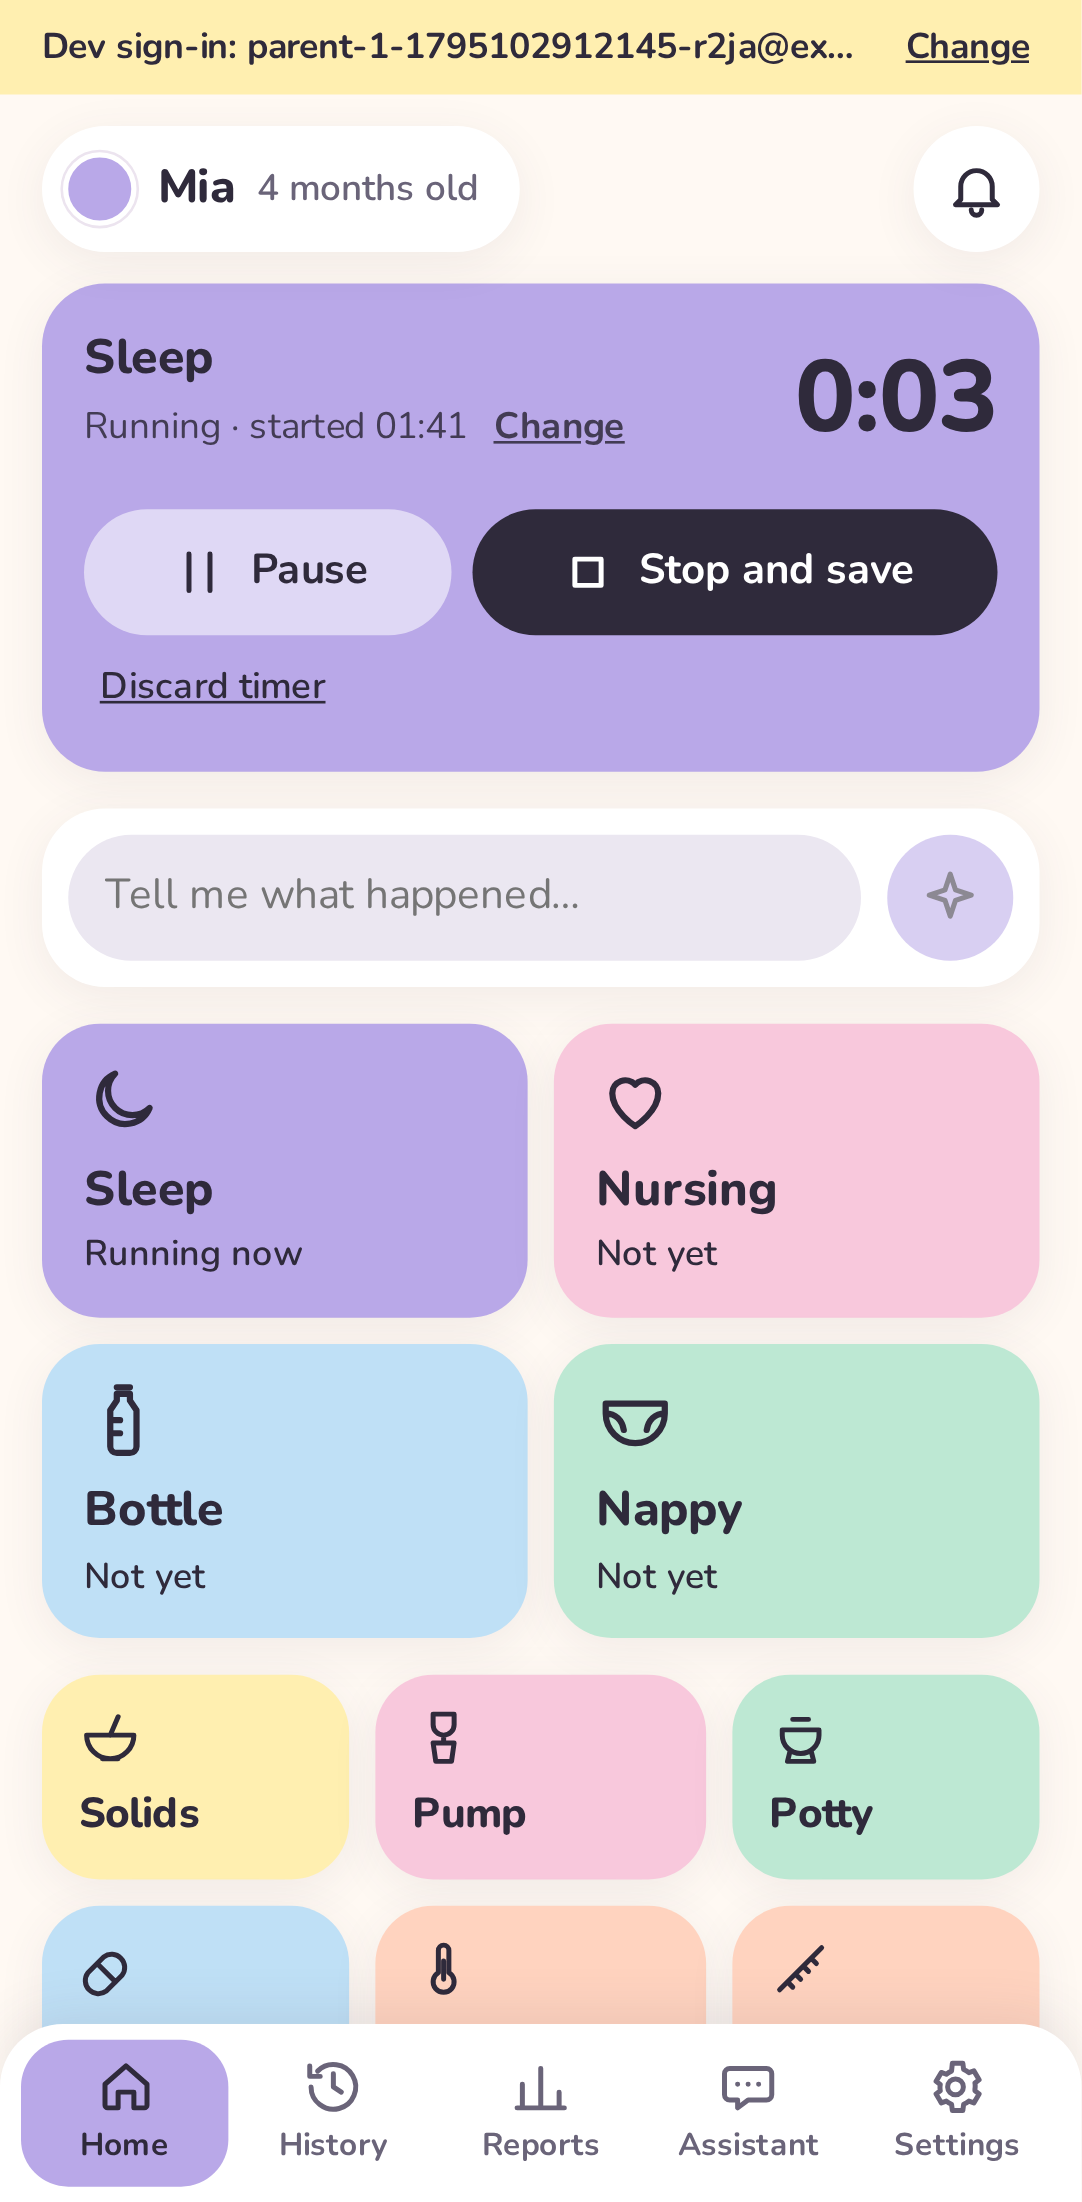 Dev sign-in: parent-1-1795102912145-r2ja@ex... Change
Mia 4 months old
Sleep
0:03
Running · started 01:41 Change
Pause
Stop and save
Discard timer
Tell me what happened...
Sleep
Running now
Nursing
Not yet
Bottle
Not yet
Nappy
Not yet
Solids
Pump
Potty
Home
History
Reports
Assistant
Settings